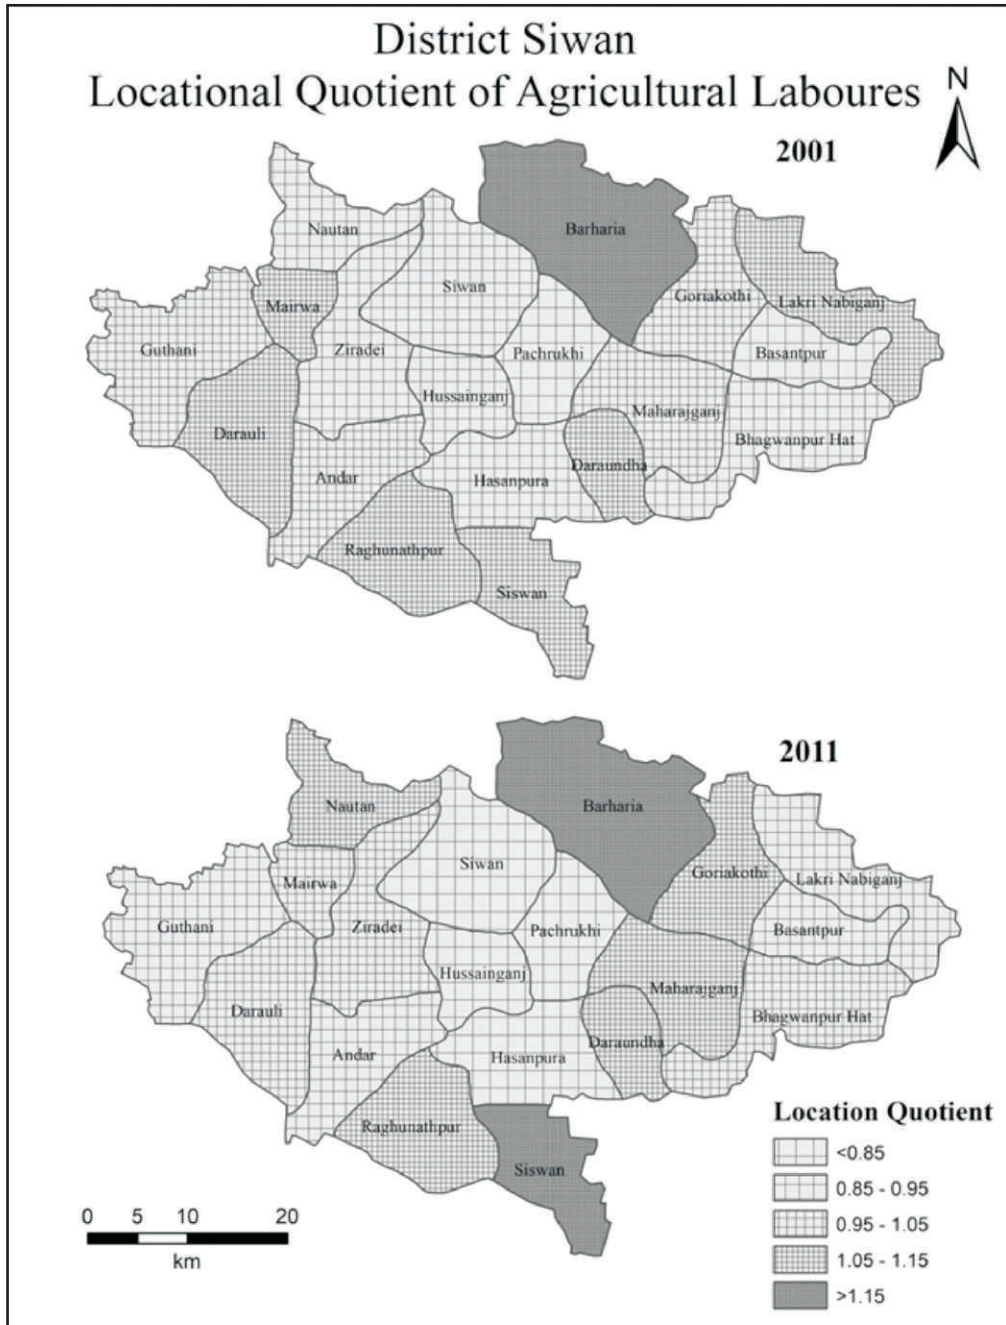 District Siwan
Locational Quotient of Agricultural Laboures
N
2001
Nautan
Barharia
Mairwa
Siwan
Goriakothi
Lakri Nabiganj
Guthani
Ziradei
Pachrukhi
Basantpur
Hussainganj
Maharajganj
Darauli
Bhagwanpur Hat
Andar
Hasanpura
Daraundha
Raghunathpur
Siswan
2011
Nautan
Barharia
Siwan
Goriakothi
Mairwa
Lakri Nabiganj
Guthani
Ziradei
Pachrukhi
Basantpur
Hussainganj
Maharajganj
Darauli
Bhagwanpur Hat
Andar
Hasanpura
Daraundha
Raghunathpur
Siswan
Location Quotient
<0.85
0.85 - 0.95
0.95 - 1.05
1.05 - 1.15
>1.15
0 5 10 20
km